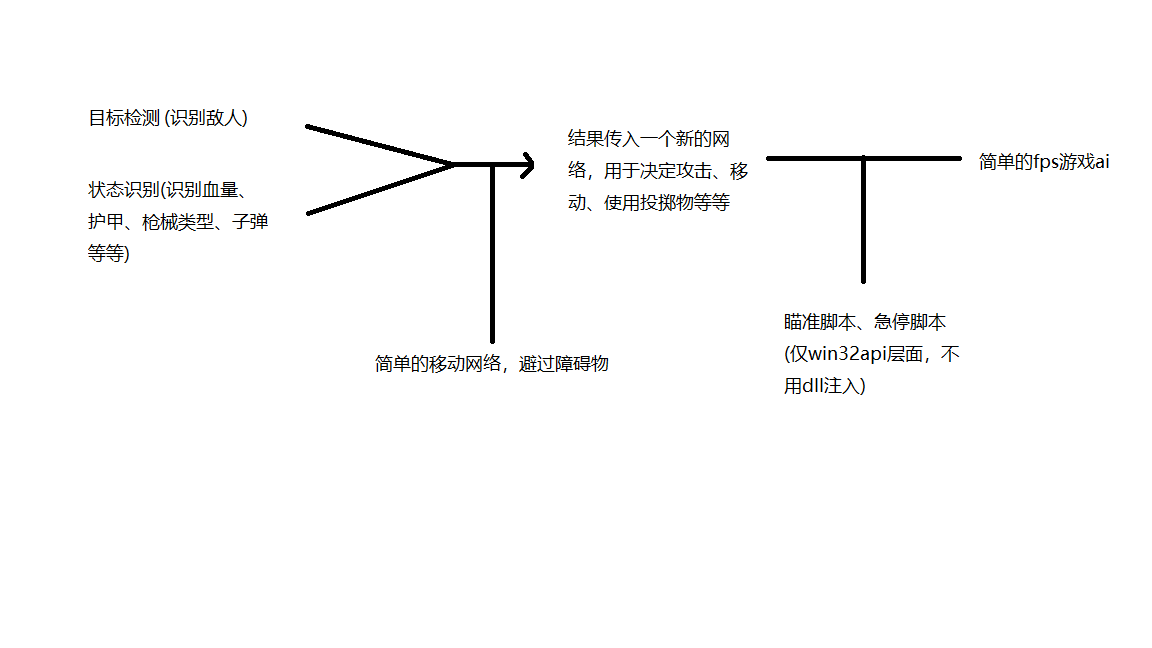 目标检测 (识别敌人)
状态识别(识别血量、
护甲、枪械类型、子弹
等等)
简单的移动网络，避过障碍物
结果传入一个新的网
络，用于决定攻击、移
动、使用投掷物等等
瞄准脚本、急停脚本
(仅win32api层面，不
用dll注入)
简单的fps游戏ai